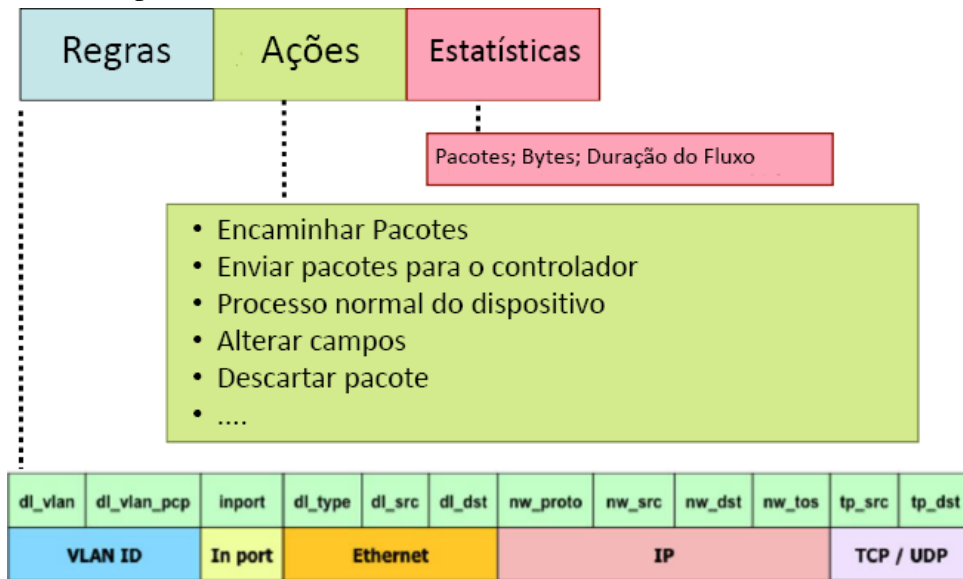 Regras Ações Estatísticas
Pacotes; Bytes; Duração do Fluxo
• Encaminhar Pacotes
• Enviar pacotes para o controlador
• Processo normal do dispositivo
• Alterar campos
• Descartar pacote
• ....
dl_vlan dl_vlan_pcp inport dl_type dl_src dl_dst nw_proto nw_src nw_dst nw_tos tp_src tp_dst
VLAN ID In port Ethernet IP TCP / UDP